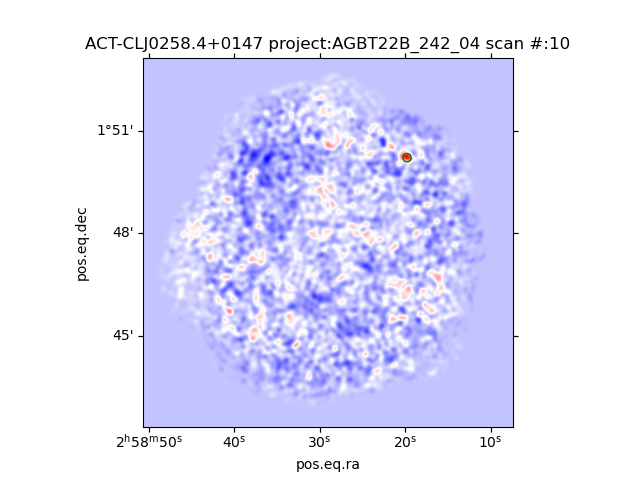 ACT-CLJ0258.4+0147 project:AGBT22B_242_04 scan #:10
1°51'
48'
45'
pos.eq.dec
2ʰ58ᵐ50ˢ 40ˢ 30ˢ 20ˢ 10ˢ
pos.eq.ra